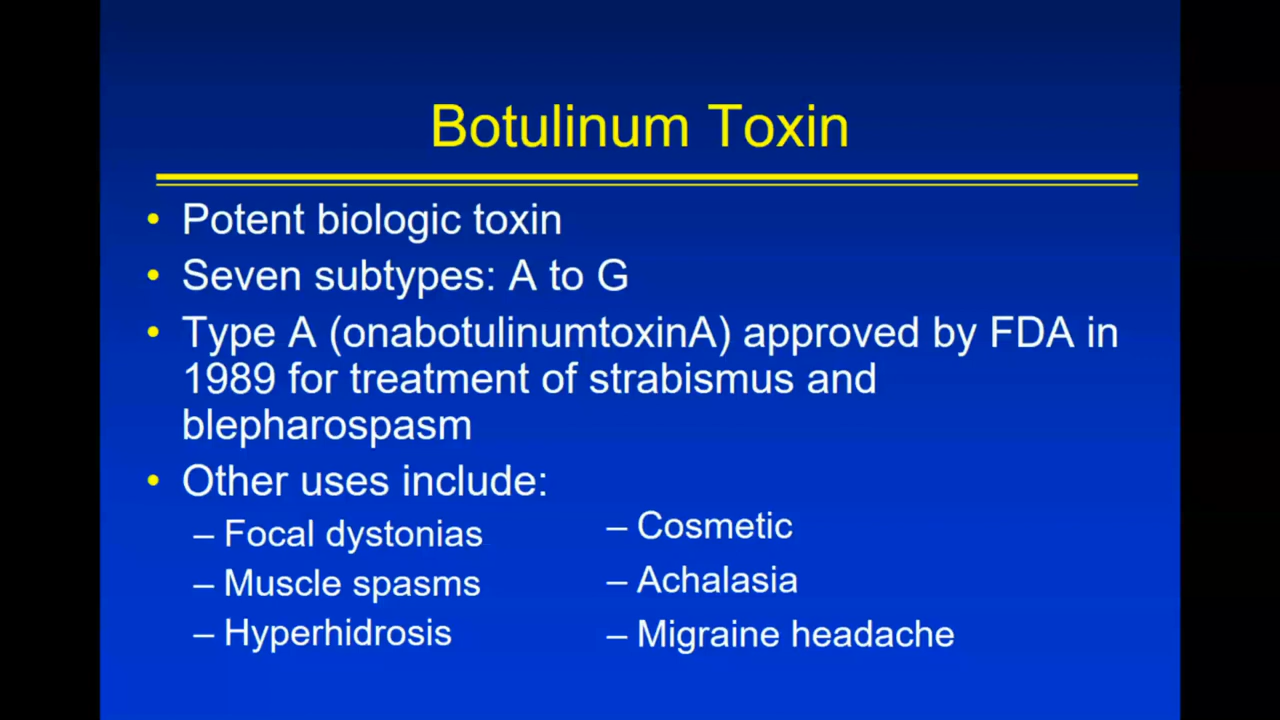 Botulinum Toxin
• Potent biologic toxin
• Seven subtypes: A to G
• Type A (onabotulinumtoxinA) approved by FDA in
1989 for treatment of strabismus and
blepharospasm
• Other uses include:
– Focal dystonias
– Muscle spasms
– Hyperhidrosis
– Cosmetic
– Achalasia
– Migraine headache